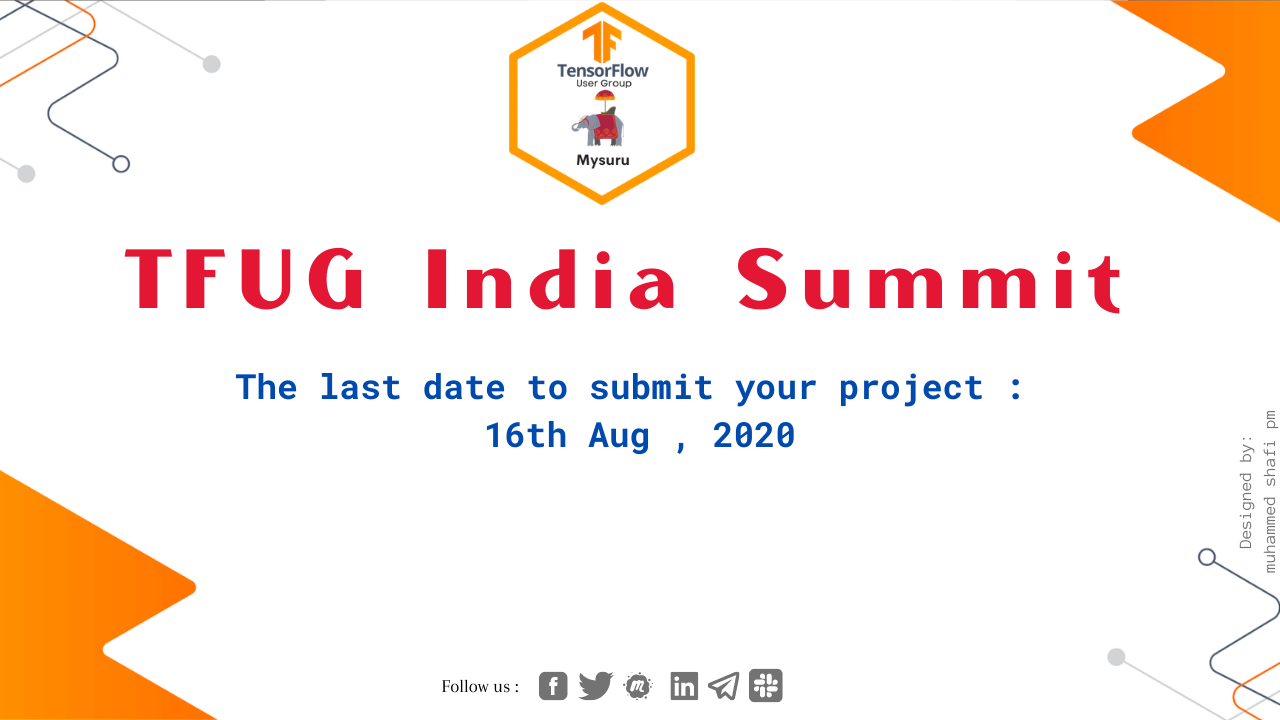 TensorFlow
User Group
Mysuru
TFUG India Summit
The last date to submit your project :
16th Aug , 2020
Designed by:
muhammed shafi pm
Follow us :